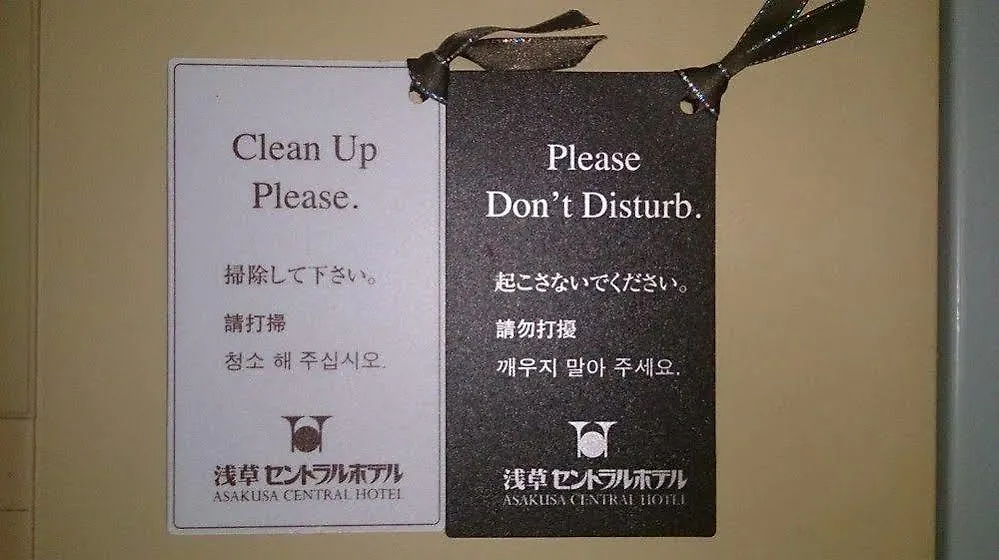 Clean Up
Please.
掃除して下さい。
請打掃
청소 해 주십시오.
浅草 セントラルホテル
ASAKUSA CENTRAL HOTEL
Please
Don't Disturb.
起こさないでください。
請勿打擾
깨우지 말아 주세요.
浅草 セントラルホテル
ASAKUSA CENTRAL HOTEL